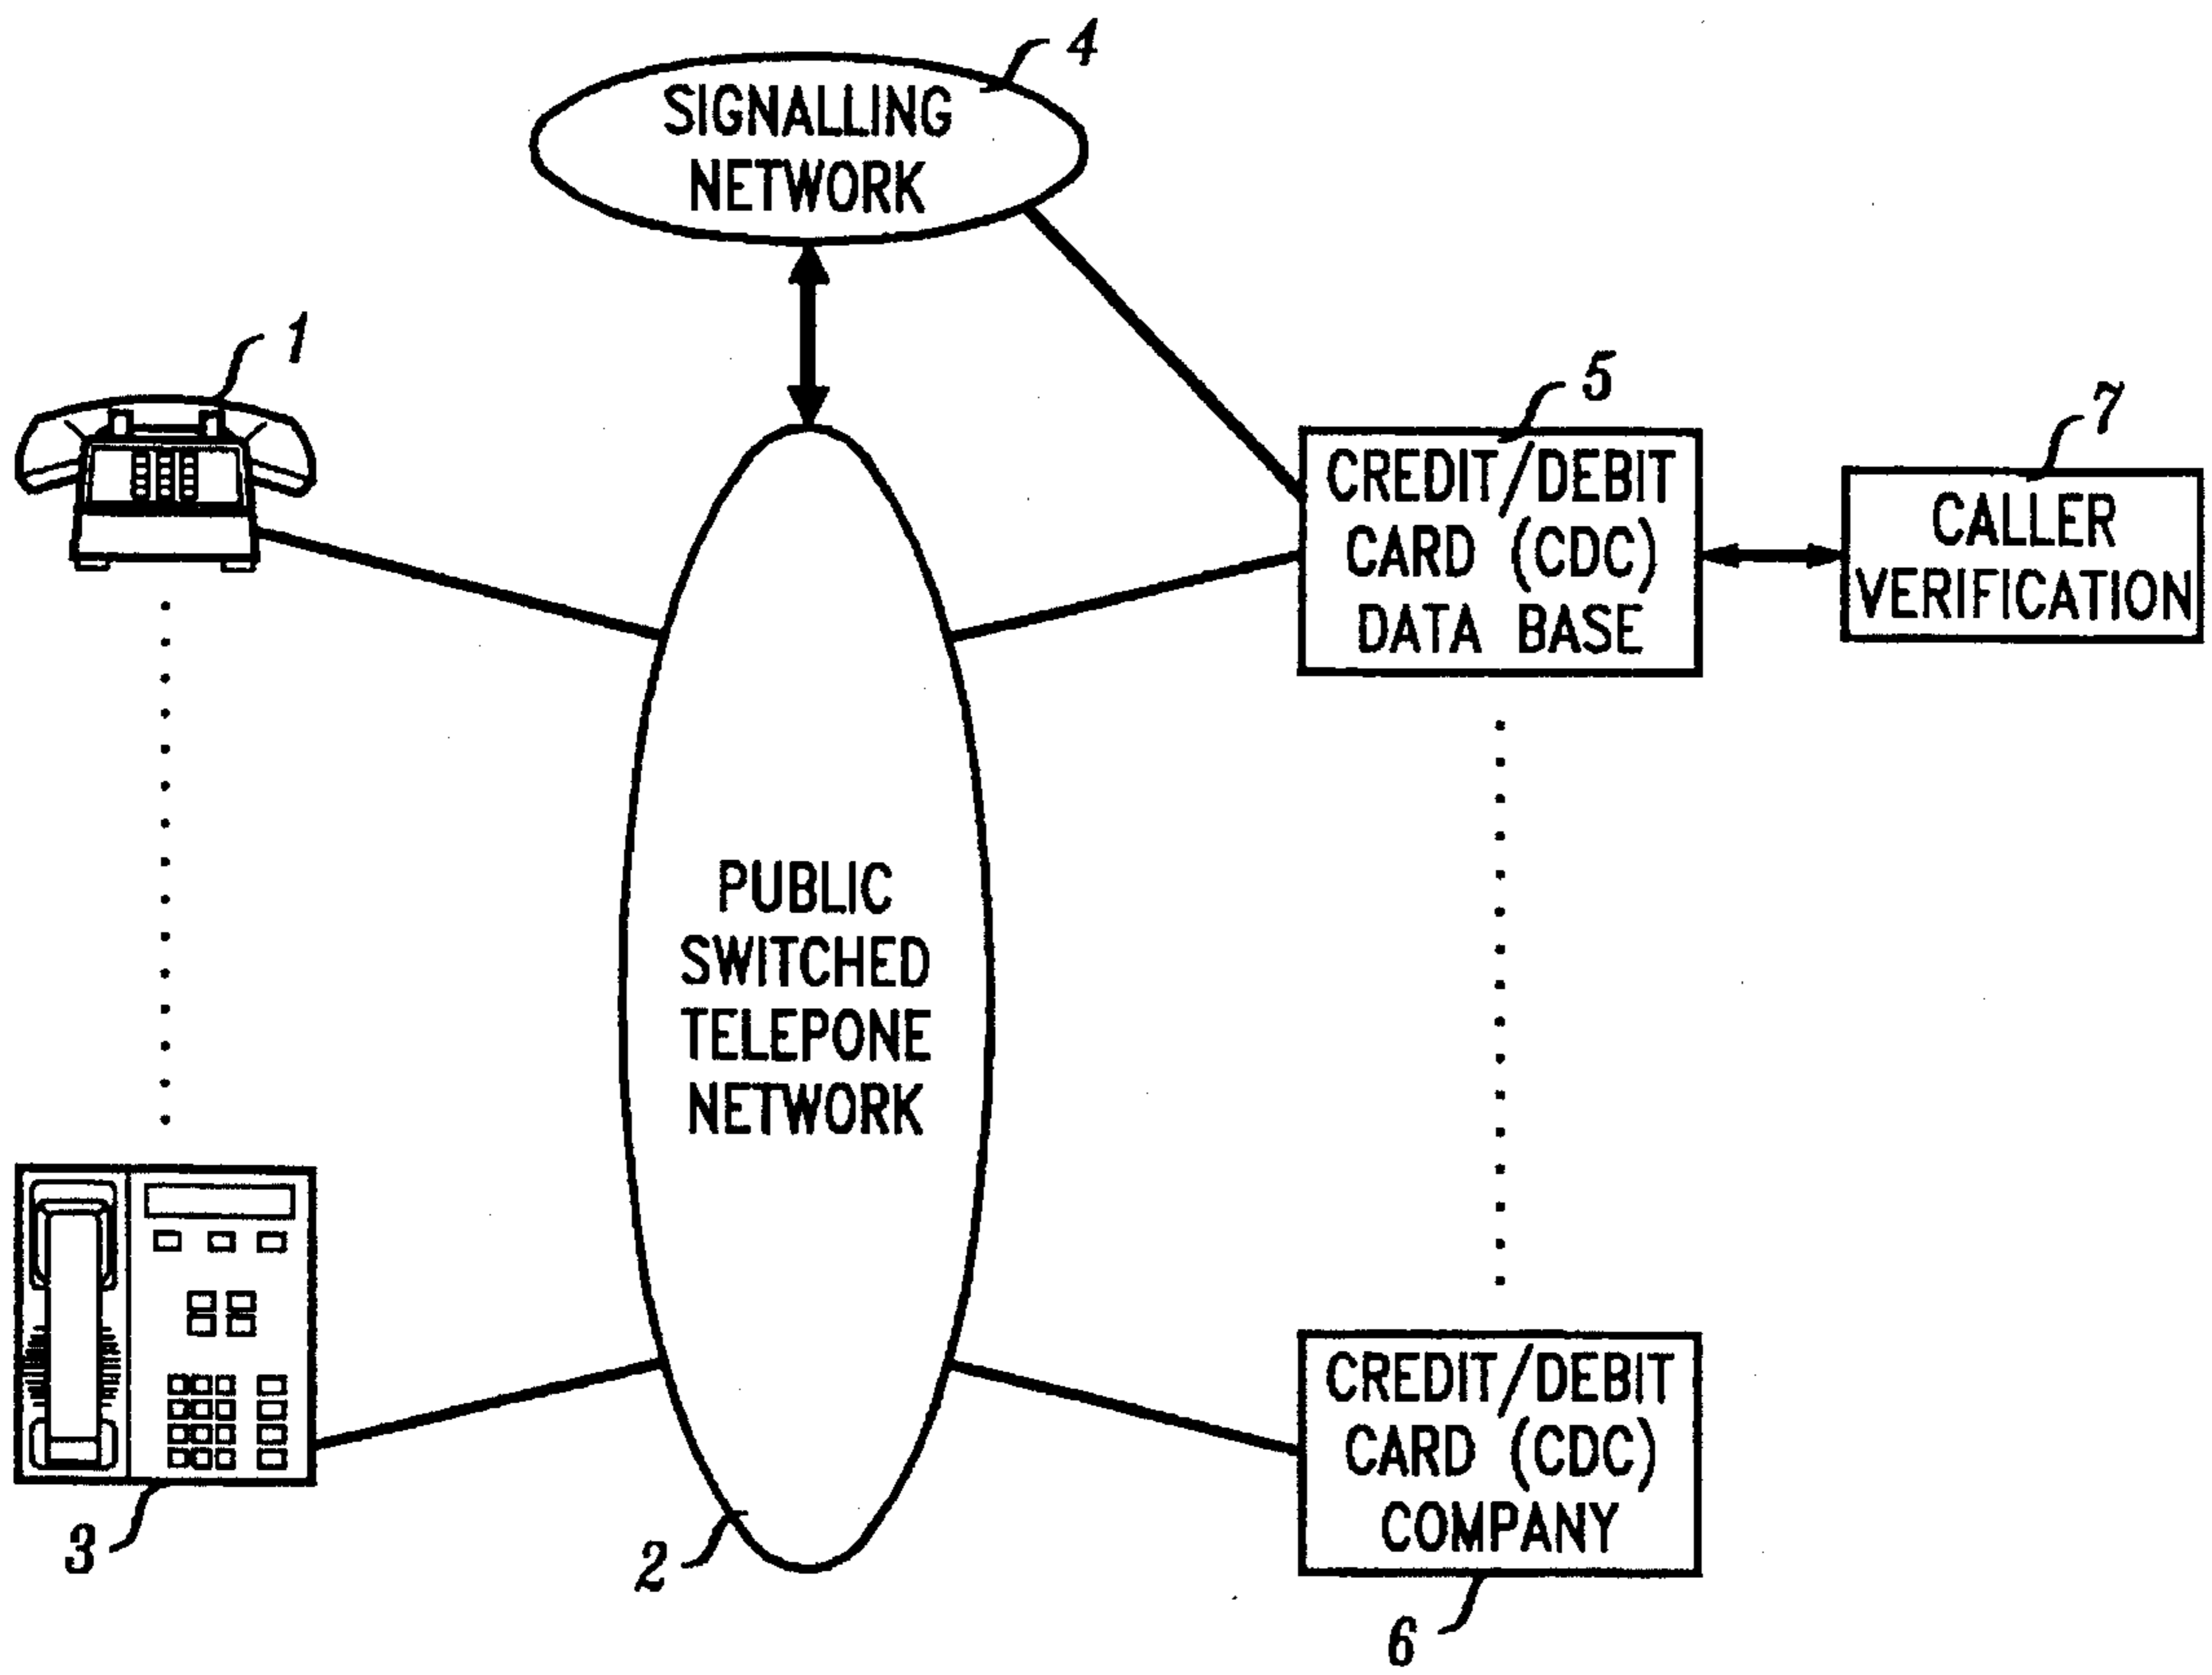 4
SIGNALLING
NETWORK
1
5
CREDIT/DEBIT
CARD (CDC)
DATA BASE
7
CALLER
VERIFICATION
PUBLIC
SWITCHED
TELEPONE
NETWORK
3
2
CREDIT/DEBIT
CARD (CDC)
COMPANY
6